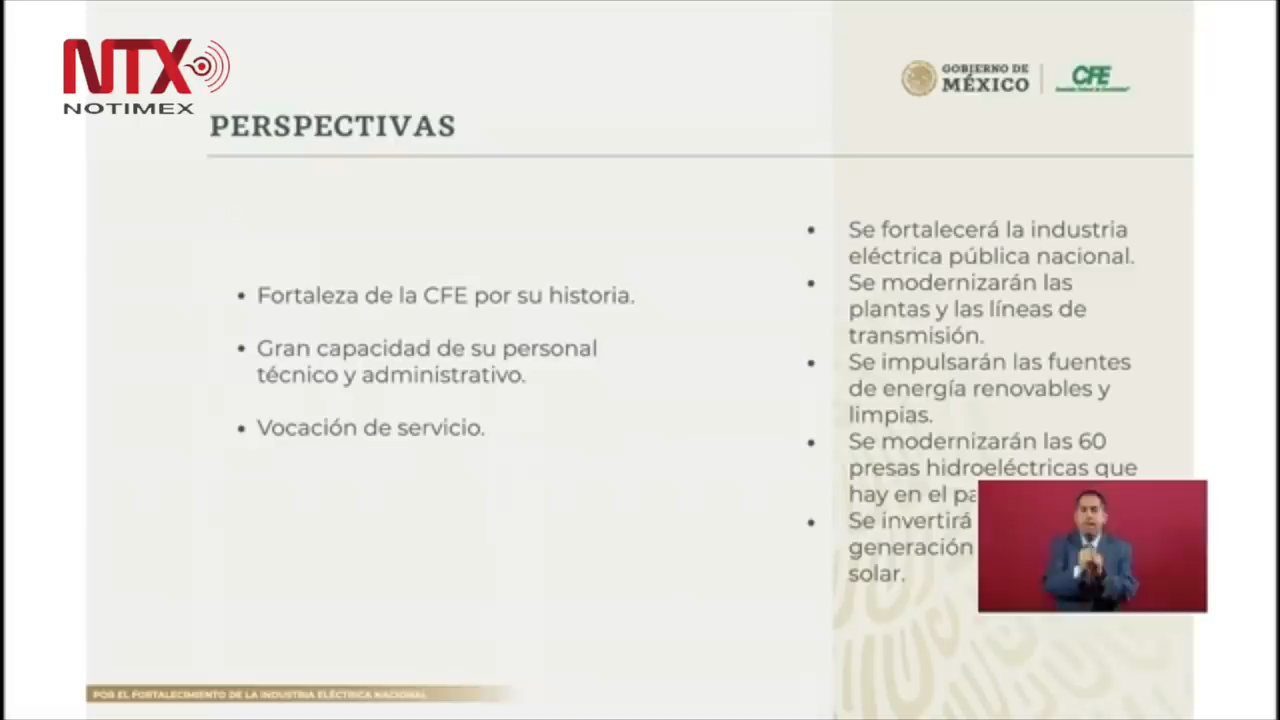 NTX
NOTIMEX
GOBIERNO DE
MÉXICO
CFE
PERSPECTIVAS
• Fortaleza de la CFE por su historia.
• Gran capacidad de su personal
técnico y administrativo.
• Vocación de servicio.
• Se fortalecerá la industria
eléctrica pública nacional.
• Se modernizarán las
plantas y las líneas de
transmisión.
• Se impulsarán las fuentes
de energía renovables y
limpias.
• Se modernizarán las 60
presas hidroeléctricas que
hay en el
• Se invertirá
generación
solar.
POR EL FORTALECIMIENTO DE LA INDUSTRIA ELÉCTRICA NACIONAL